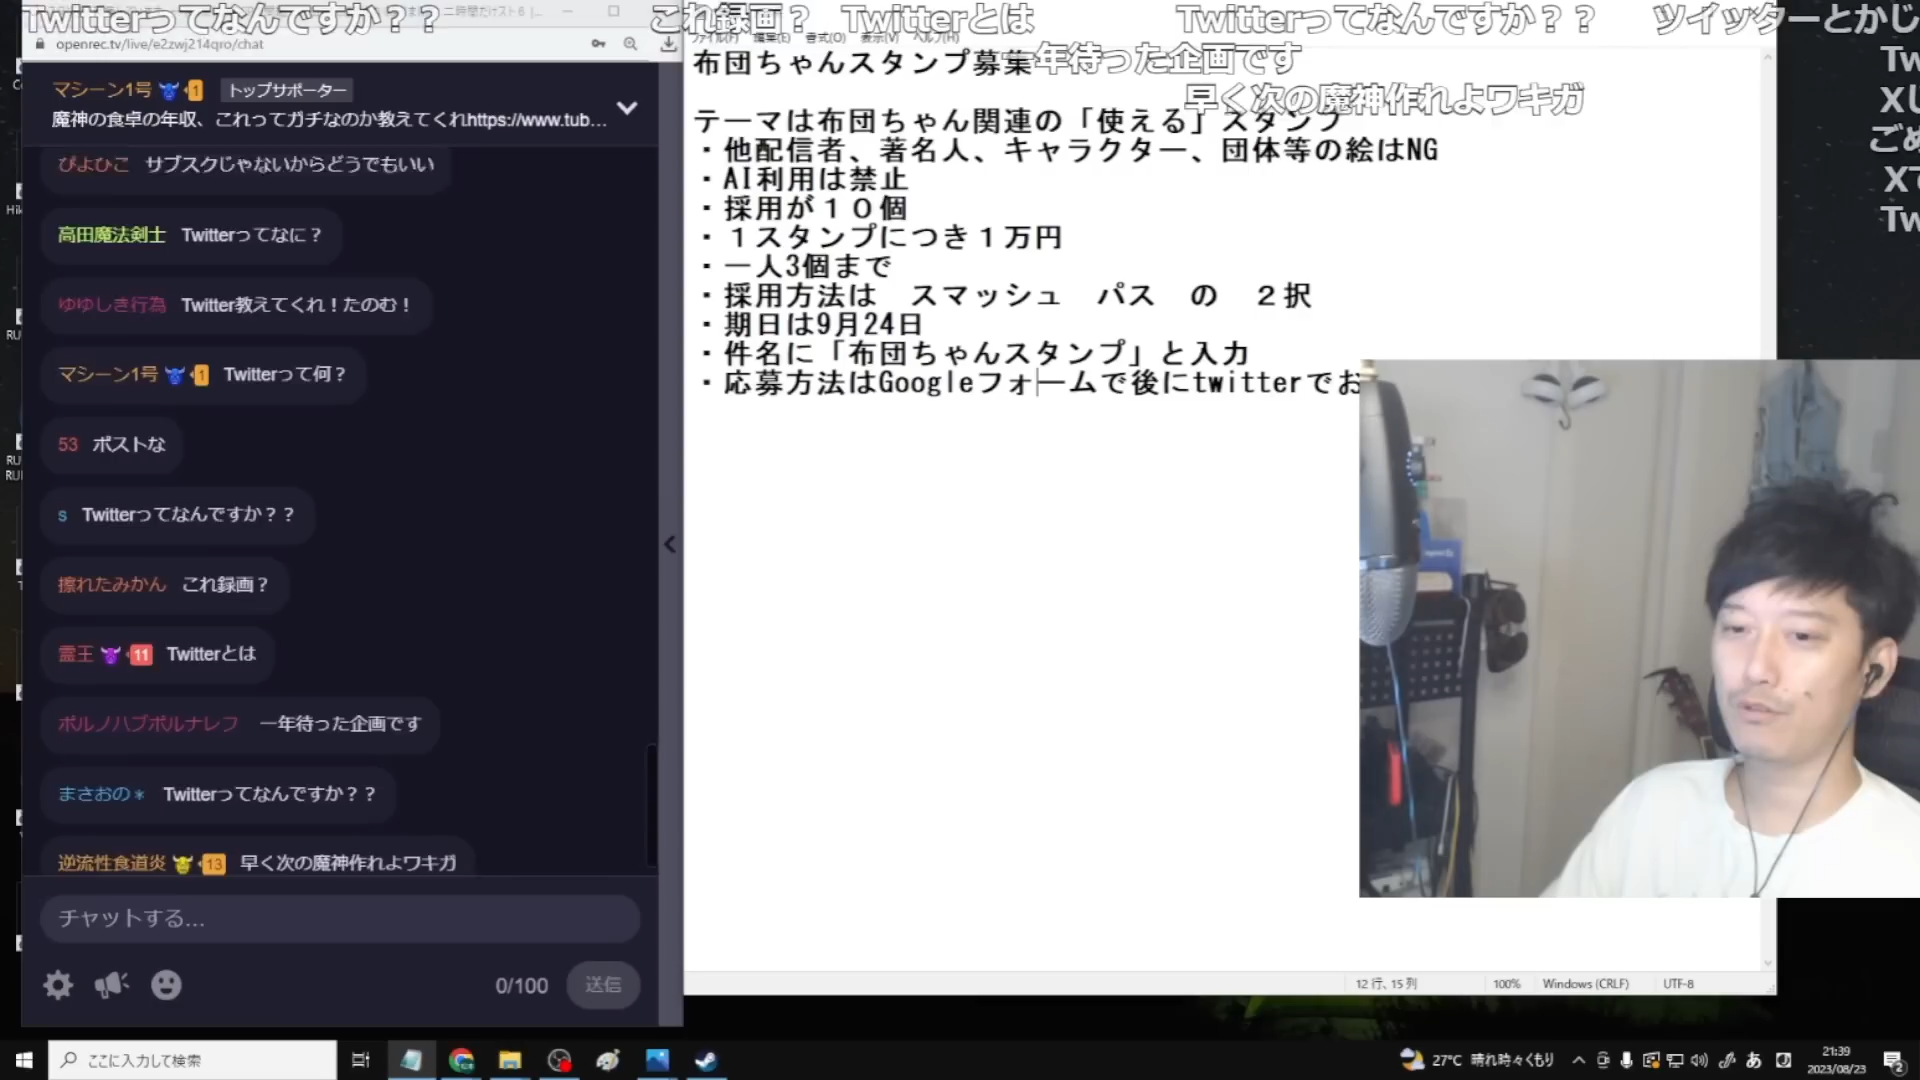 Twitterってなんですか？？
これ録画？
Twitterとは
Twitterってなんですか？？
ツイッターとかじ
一年待った企画です
早く次の魔神作れよワキガ
openrec.tv/live/e2zwj214qro/chat
マシーン1号 1 トップサポーター
魔神の食卓の年収、これってガチなのか教えてくれhttps://www.tub...
ぴよひこ サブスクじゃないからどうでもいい
高田魔法剣士 Twitterってなに？
ゆゆしき行為 Twitter教えてくれ！たのむ！
マシーン1号 1 Twitterって何？
53 ポストな
s Twitterってなんですか？？
擦れたみかん これ録画？
霊王 11 Twitterとは
ポルノハブポルナレフ 一年待った企画です
まさおの＊ Twitterってなんですか？？
逆流性食道炎 13 早く次の魔神作れよワキガ
チャットする...
0/100 送信
ファイル(F) 編集(E) 書式(O) 表示(V) ヘルプ(H)
布団ちゃんスタンプ募集
テーマは布団ちゃん関連の「使える」スタンプ
・他配信者、著名人、キャラクター、団体等の絵はNG
・AI利用は禁止
・採用が１０個
・１スタンプにつき１万円
・一人3個まで
・採用方法は　スマッシュ　パス　の　２択
・期日は9月24日
・件名に「布団ちゃんスタンプ」と入力
・応募方法はGoogleフォームで後にtwitterでお
12 行、15 列 100% Windows (CRLF) UTF-8
ここに入力して検索
27°C 晴れ時々くもり
あ
21:39
2023/08/23
2